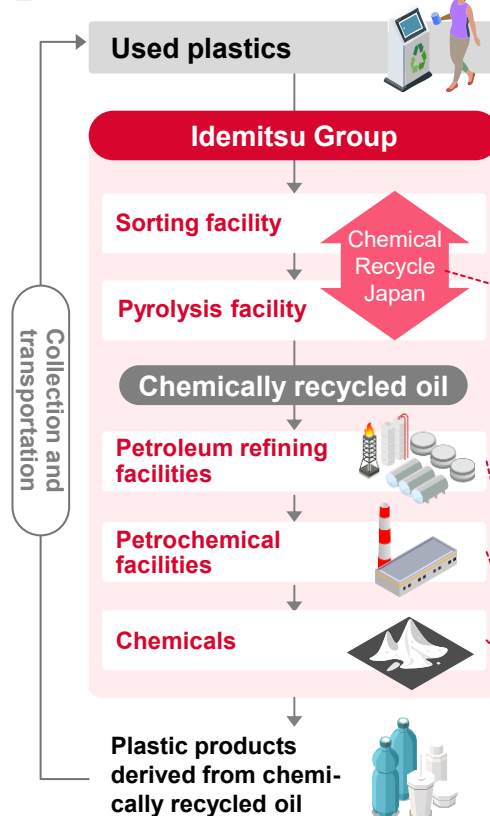 Used plastics
Idemitsu Group
Sorting facility
Chemical
Recycle
Japan
Pyrolysis facility
Chemically recycled oil
Collection and
transportation
Petroleum refining
facilities
Petrochemical
facilities
Chemicals
Plastic products
derived from chemi-
cally recycled oil